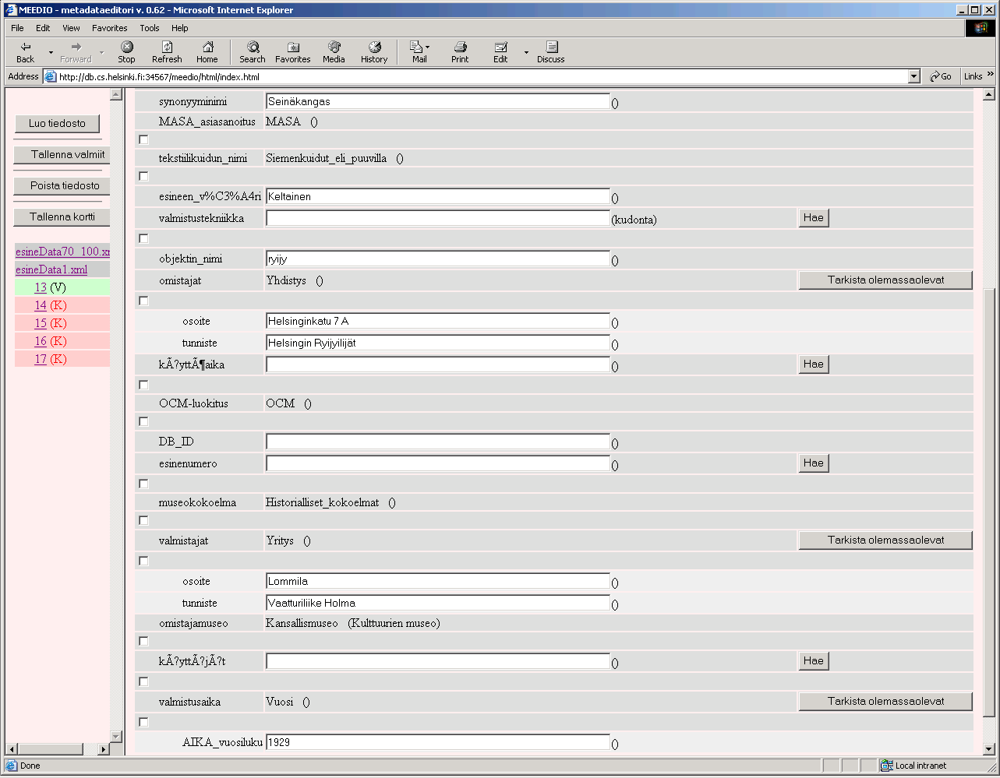 MEEDIO - metadataeditori v. 0.62 - Microsoft Internet Explorer
File Edit View Favorites Tools Help
Back Forward Stop Refresh Home Search Favorites Media History Mail Print Edit Discuss
Address http://db.cs.helsinki.fi:34567/meedio/html/index.html Go Links »
Luo tiedosto
Tallenna valmiit
Poista tiedosto
Tallenna kortti
esineData70_100.xr
esineData1.xml
13 (V)
14 (K)
15 (K)
16 (K)
17 (K)
synonyyminimi Seinäkangas ()
MASA_asiasanoitus MASA ()
tekstiilikuidun_nimi Siemenkuidut_eli_puuvilla ()
esineen_v%C3%A4ri Keltainen ()
valmistustekniikka (kudonta) Hae
objektin_nimi ryijy ()
omistajat Yhdistys () Tarkista olemassaolevat
osoite Helsinginkatu 7 A ()
tunniste Helsingin Ryijyilijät ()
kÃ?yttÃ¶aika () Hae
OCM-luokitus OCM ()
DB_ID ()
esinenumero () Hae
museokokoelma Historialliset_kokoelmat ()
valmistajat Yritys () Tarkista olemassaolevat
osoite Lommila ()
tunniste Vaatturiliike Holma ()
omistajamuseo Kansallismuseo (Kulttuurien museo)
kÃ?yttÃ?jÃ?t () Hae
valmistusaika Vuosi () Tarkista olemassaolevat
AIKA_vuosiluku 1929 ()
Done Local intranet